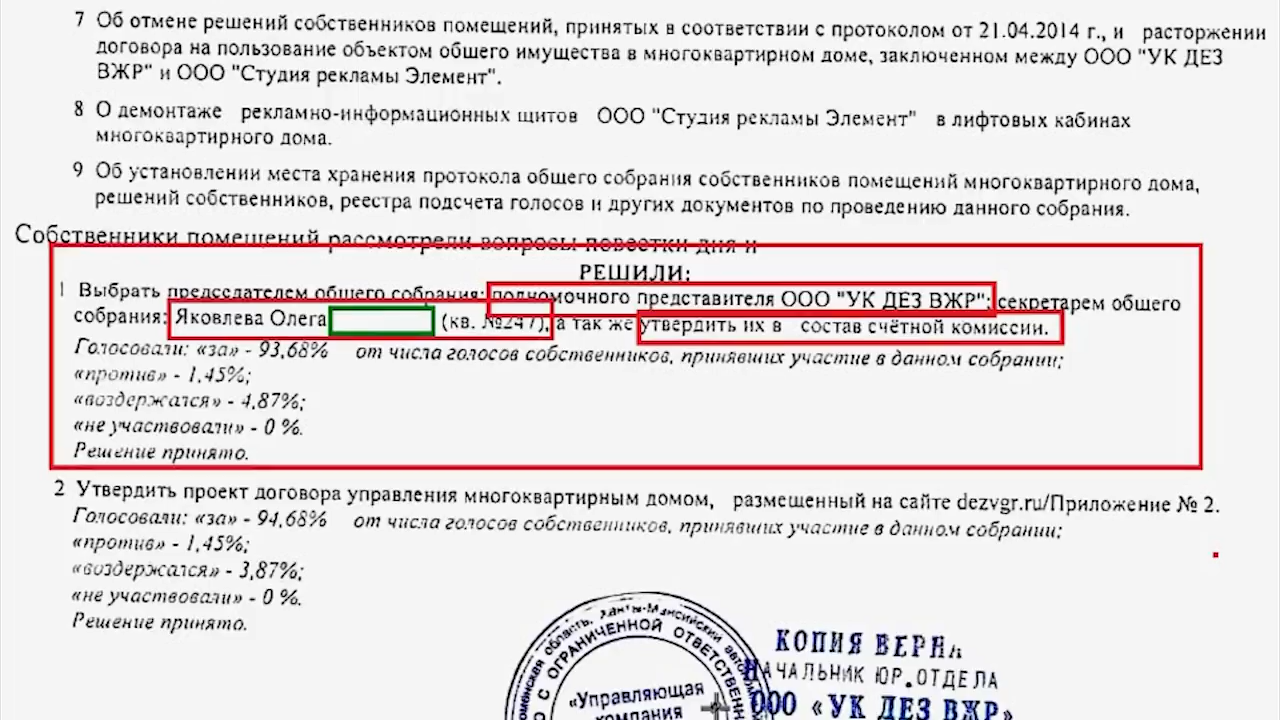 7 Об отмене решений собственников помещений, принятых в соответствии с протоколом от 21.04.2014 г., и расторжении
договора на пользование объектом общего имущества в многоквартирном доме, заключенном между ООО "УК ДЕЗ
ВЖР" и ООО "Студия рекламы Элемент".
8 О демонтаже рекламно-информационных щитов ООО "Студия рекламы Элемент" в лифтовых кабинах
многоквартирного дома.
9 Об установлении места хранения протокола общего собрания собственников помещений многоквартирного дома,
решений собственников, реестра подсчета голосов и других документов по проведению данного собрания.
Собственники помещений рассмотрели вопросы повестки дня и
РЕШИЛИ:
1 Выбрать председателем общего собрания: полномочного представителя ООО "УК ДЕЗ ВЖР"; секретарем общего
собрания: Яковлева Олега (кв. №247), а так же утвердить их в состав счётной комиссии.
Голосовали: «за» - 93,68% от числа голосов собственников, принявших участие в данном собрании;
«против» - 1,45%;
«воздержался» - 4,87%;
«не участвовали» - 0 %.
Решение принято.
2 Утвердить проект договора управления многоквартирным домом, размещенный на сайте dezvgr.ru/Приложение № 2.
Голосовали: «за» - 94,68% от числа голосов собственников, принявших участие в данном собрании;
«против» - 1,45%;
«воздержался» - 3,87%;
«не участвовали» - 0 %.
Решение принято.
область, Ханты-Мансийский
С ОГРАНИЧЕННОЙ ОТВЕТСТВЕНН
«Управляющая
компания
КОПИЯ ВЕРНА
НАЧАЛЬНИК ЮР.ОТДЕЛА
ООО «УК ДЕЗ ВЖР»